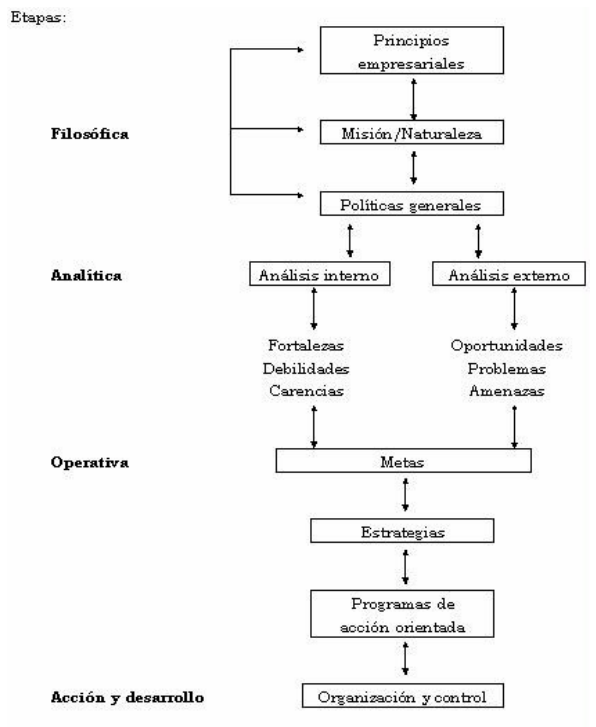 Etapas:
Principios
empresariales
Filosófica
Misión/Naturaleza
Políticas generales
Analítica
Análisis interno
Análisis externo
Fortalezas
Debilidades
Carencias
Oportunidades
Problemas
Amenazas
Operativa
Metas
Estrategias
Programas de
acción orientada
Acción y desarrollo
Organización y control